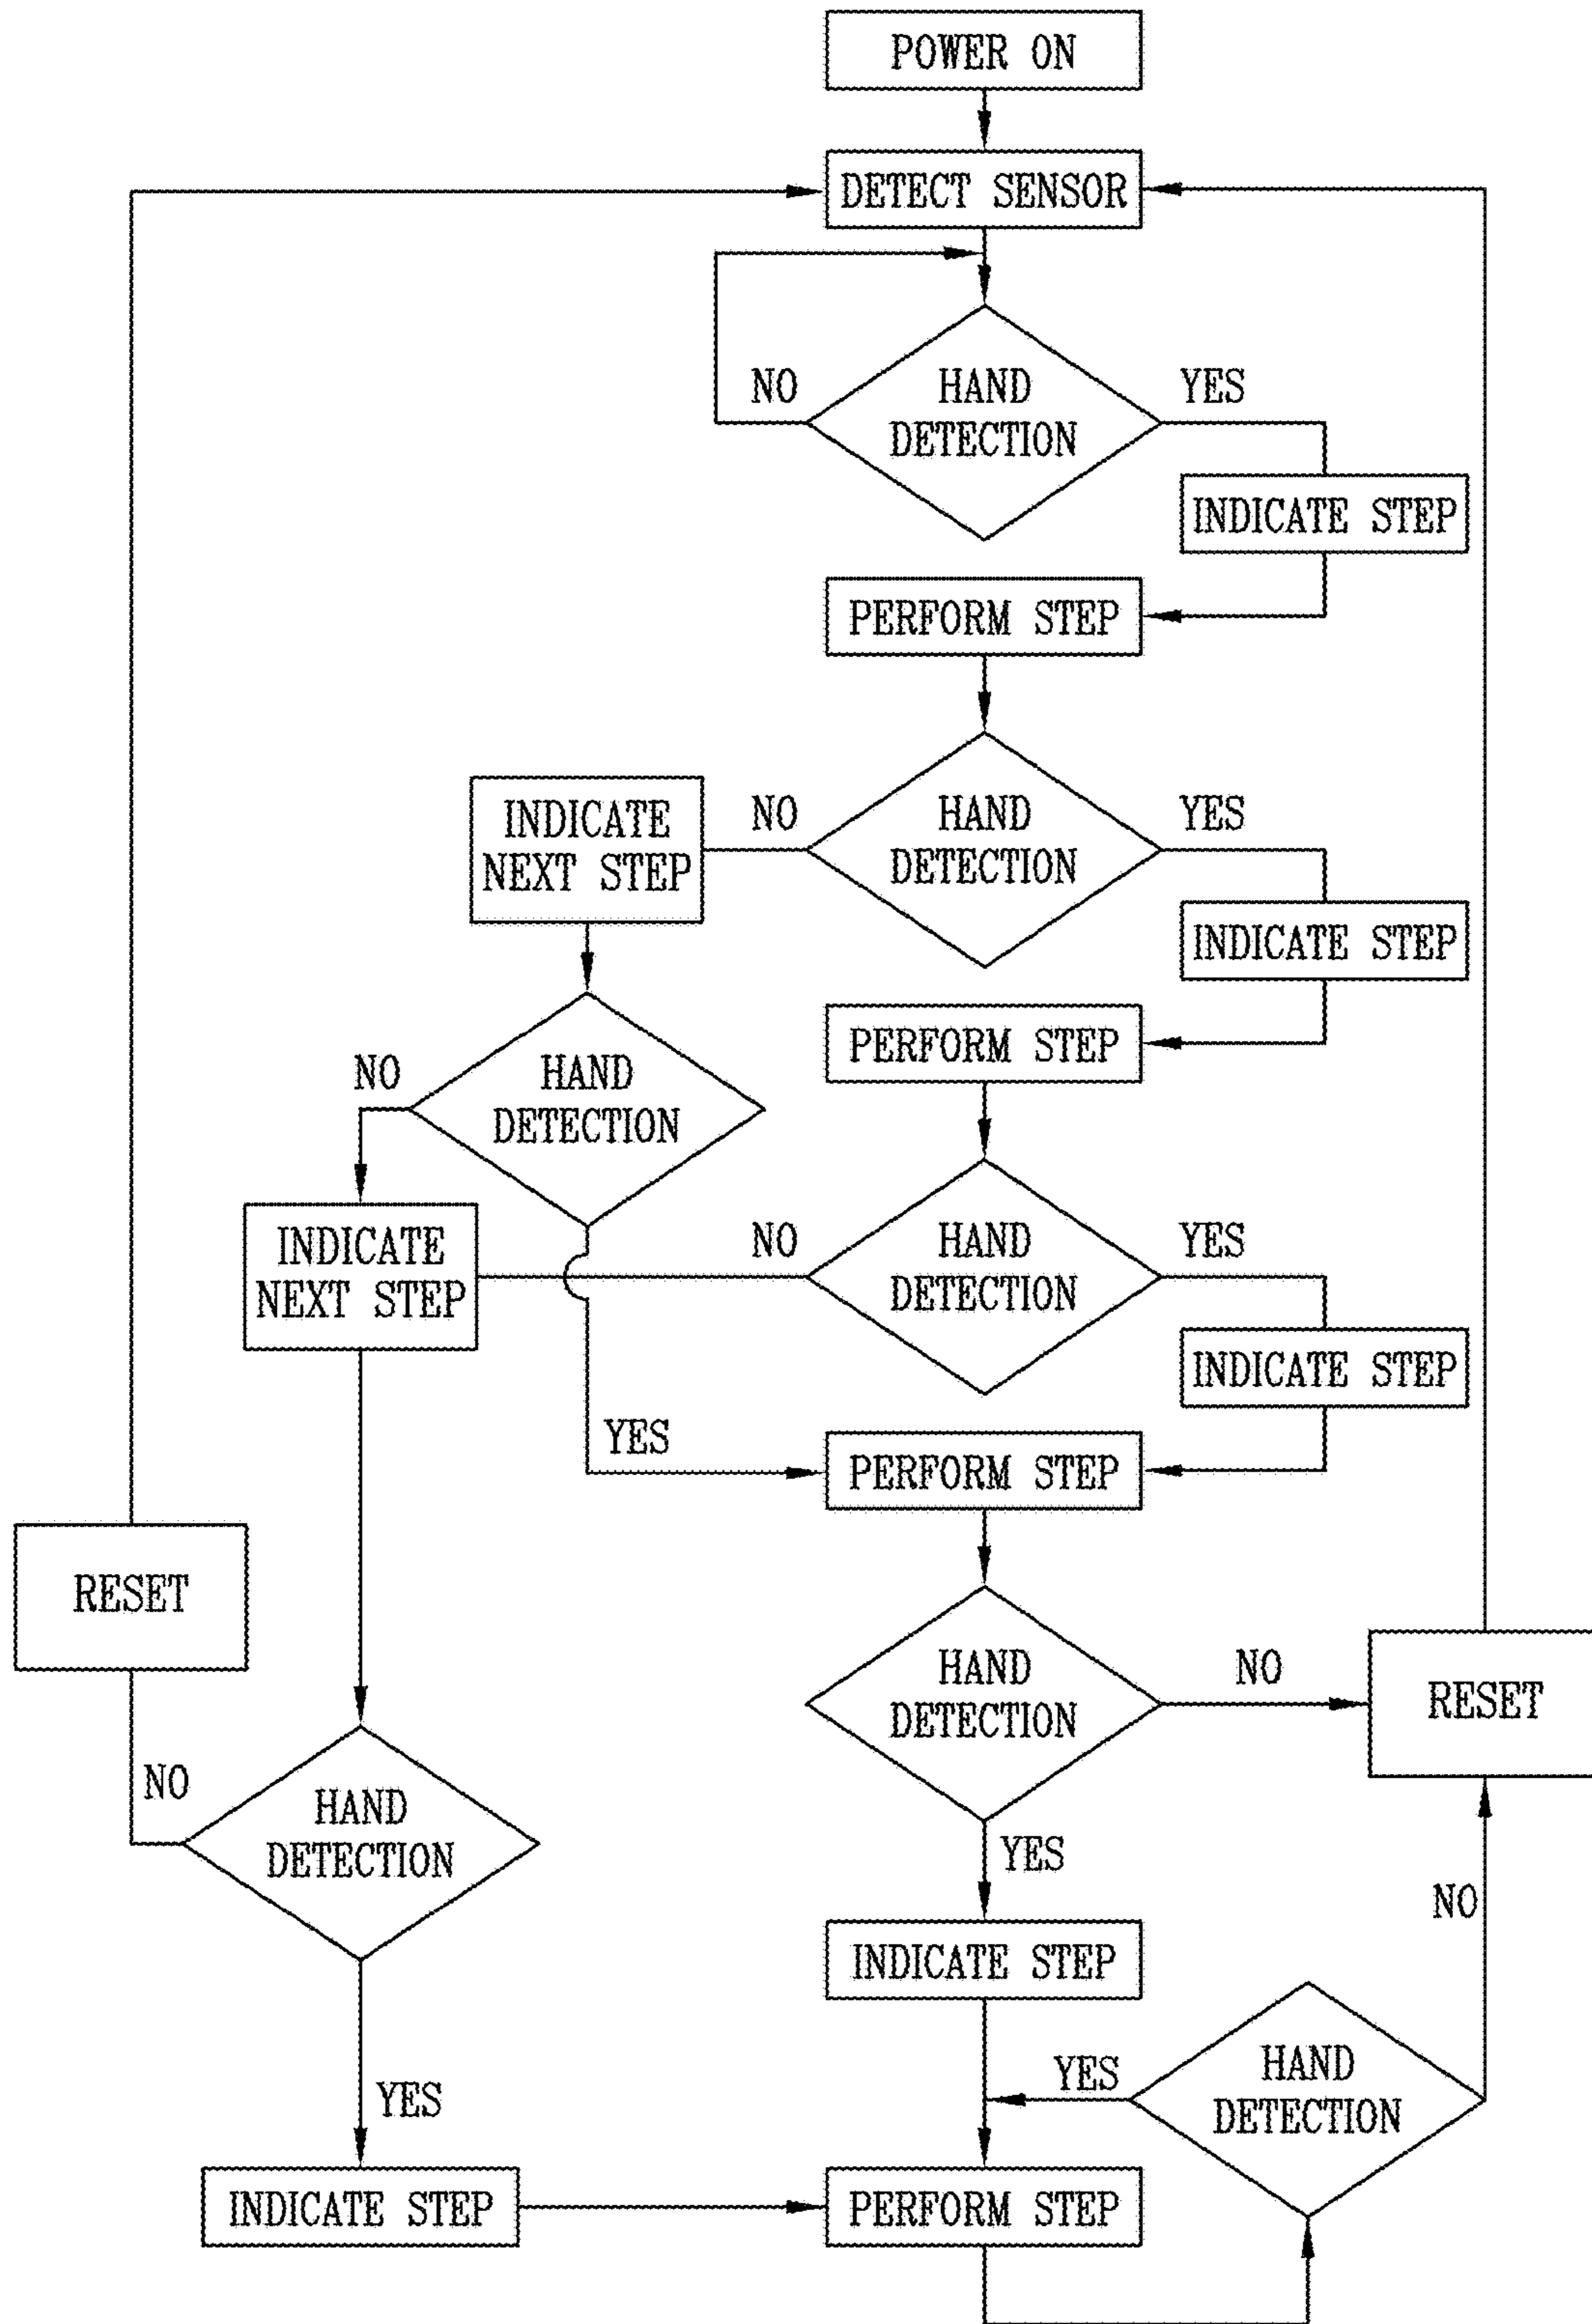 POWER ON
DETECT SENSOR
NO
HAND
DETECTION
YES
INDICATE STEP
PERFORM STEP
INDICATE
NEXT STEP
NO
HAND
DETECTION
YES
INDICATE STEP
PERFORM STEP
NO
HAND
DETECTION
INDICATE
NEXT STEP
NO
HAND
DETECTION
YES
INDICATE STEP
YES
PERFORM STEP
RESET
HAND
DETECTION
NO
RESET
NO
HAND
DETECTION
YES
NO
INDICATE STEP
YES
HAND
DETECTION
YES
INDICATE STEP
PERFORM STEP